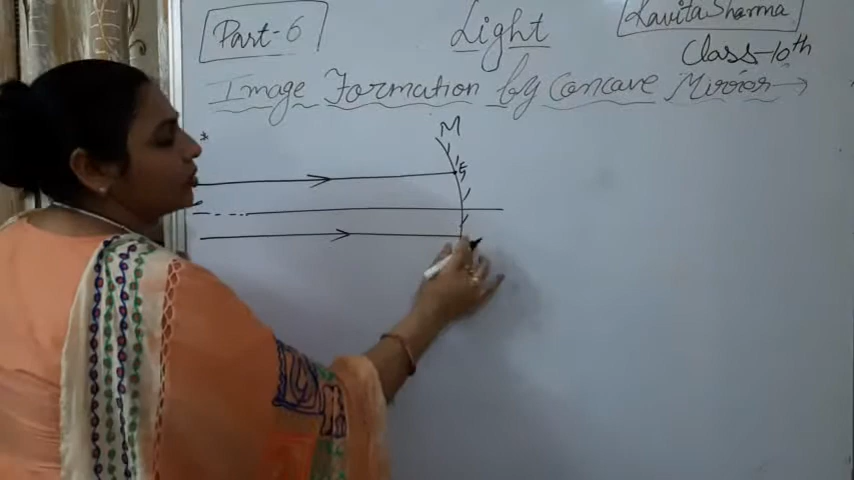 Part-6
Light
Kavita Sharma
Class-10th
Image Formation by Concave Mirror →
M